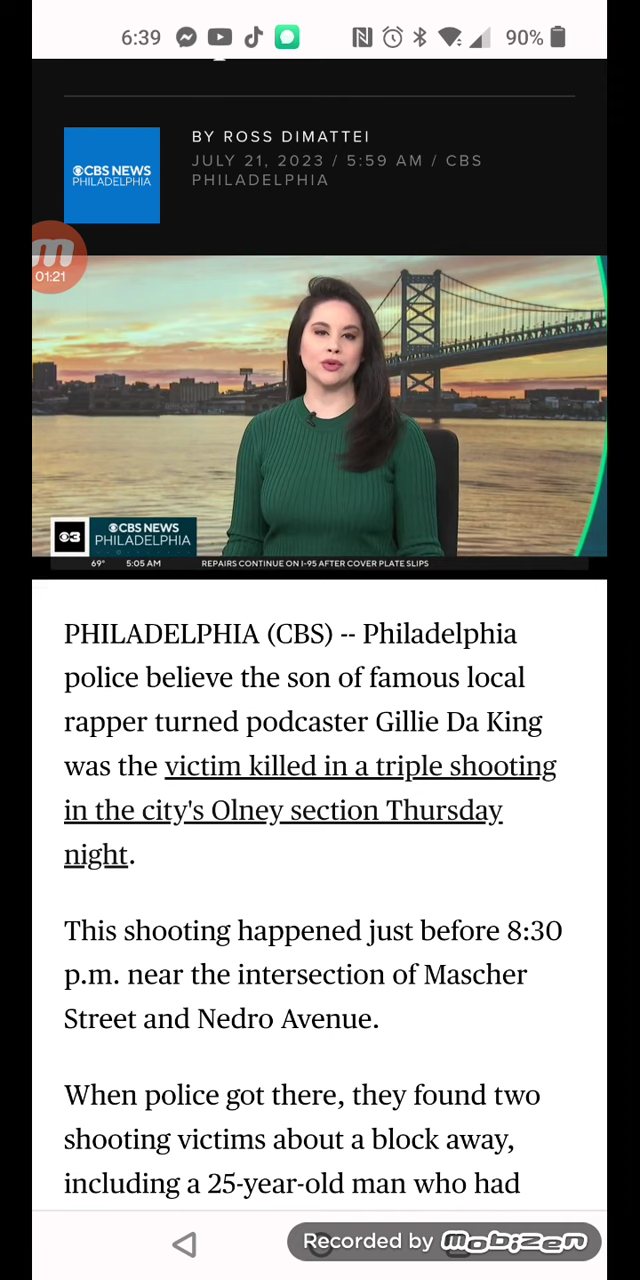 6:39 90%
BY ROSS DIMATTEI
JULY 21, 2023 / 5:59 AM / CBS
PHILADELPHIA
CBS NEWS
PHILADELPHIA
m
01:21
3
CBS NEWS
PHILADELPHIA
69° 5:05 AM REPAIRS CONTINUE ON I-95 AFTER COVER PLATE SLIPS
PHILADELPHIA (CBS) -- Philadelphia
police believe the son of famous local
rapper turned podcaster Gillie Da King
was the victim killed in a triple shooting
in the city's Olney section Thursday
night.
This shooting happened just before 8:30
p.m. near the intersection of Mascher
Street and Nedro Avenue.
When police got there, they found two
shooting victims about a block away,
including a 25-year-old man who had
Recorded by Mobizen